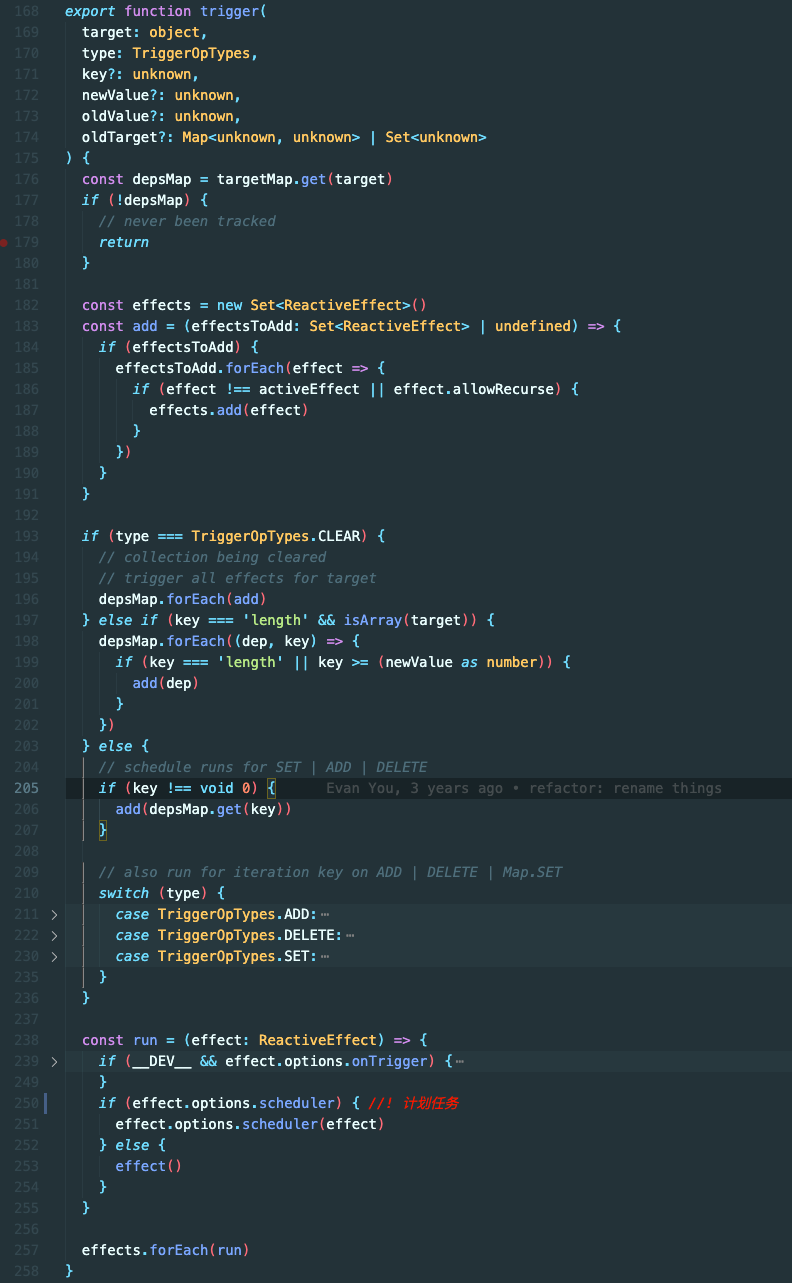 168 export function trigger(
169 target: object,
170 type: TriggerOpTypes,
171 key?: unknown,
172 newValue?: unknown,
173 oldValue?: unknown,
174 oldTarget?: Map<unknown, unknown> | Set<unknown>
175 ) {
176 const depsMap = targetMap.get(target)
177 if (!depsMap) {
178 // never been tracked
179 return
180 }
181
182 const effects = new Set<ReactiveEffect>()
183 const add = (effectsToAdd: Set<ReactiveEffect> | undefined) => {
184 if (effectsToAdd) {
185 effectsToAdd.forEach(effect => {
186 if (effect !== activeEffect || effect.allowRecurse) {
187 effects.add(effect)
188 }
189 })
190 }
191 }
192
193 if (type === TriggerOpTypes.CLEAR) {
194 // collection being cleared
195 // trigger all effects for target
196 depsMap.forEach(add)
197 } else if (key === 'length' && isArray(target)) {
198 depsMap.forEach((dep, key) => {
199 if (key === 'length' || key >= (newValue as number)) {
200 add(dep)
201 }
202 })
203 } else {
204 // schedule runs for SET | ADD | DELETE
205 if (key !== void 0) { Evan You, 3 years ago • refactor: rename things
206 add(depsMap.get(key))
207 }
208
209 // also run for iteration key on ADD | DELETE | Map.SET
210 switch (type) {
211 case TriggerOpTypes.ADD:⋯
222 case TriggerOpTypes.DELETE:⋯
230 case TriggerOpTypes.SET:⋯
235 }
236 }
237
238 const run = (effect: ReactiveEffect) => {
239 if (__DEV__ && effect.options.onTrigger) {⋯
249 }
250 if (effect.options.scheduler) { //! 计划任务
251 effect.options.scheduler(effect)
252 } else {
253 effect()
254 }
255 }
256
257 effects.forEach(run)
258 }